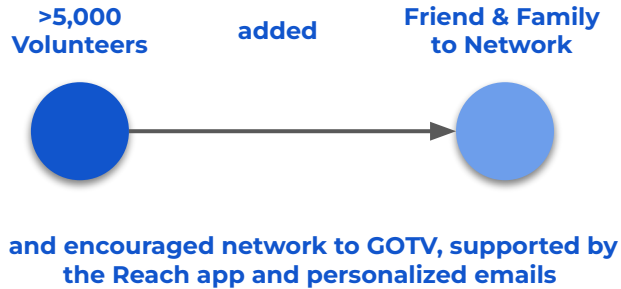 >5,000
Volunteers
added
Friend & Family
to Network
and encouraged network to GOTV, supported by
the Reach app and personalized emails